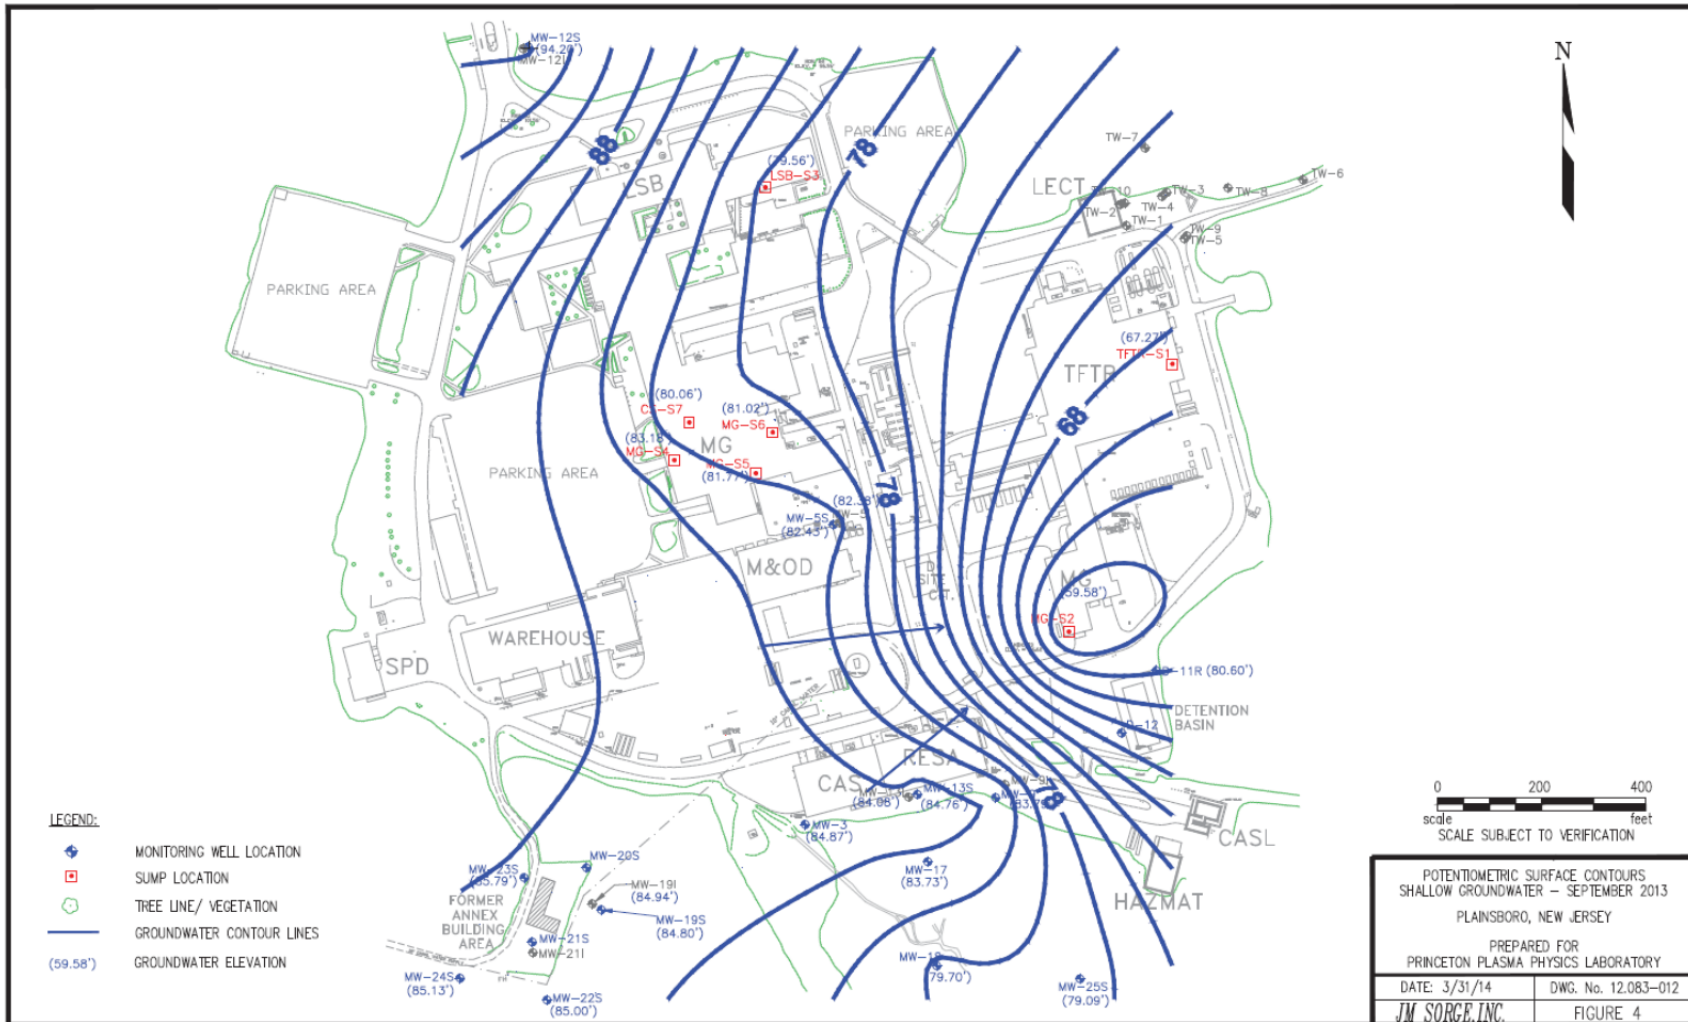 MW-12S
(94.20')
MW-12I
N
88
78
PARKING AREA
(79.56')
LSB-S3
LSB
TW-7
LECT
TW-10
TW-3
TW-8
TW-6
TW-2
TW-4
TW-1
TW-9
TW-5
PARKING AREA
(67.27')
TFTR-S1
TFTR
(80.06')
(81.02')
MG-S6
68
(83.18')
MG-S4
MG
MG-S5
(81.77')
PARKING AREA
(82.38')
78
MW-5S
(82.43')
M&OD
D
SITE
MG
(59.58')
MG-S2
WAREHOUSE
SPD
(80.60')
DETENTION
BASIN
RESA
CAS
(84.08')
MW-13S
(84.76')
78
MW-3
(84.87')
CASL
MW-17
(83.73')
HAZMAT
MW-20S
MW-23S
(85.79')
MW-19I
(84.94')
MW-19S
(84.80')
FORMER
ANNEX
BUILDING
AREA
MW-21S
MW-21I
MW-24S
(85.13')
MW-22S
(85.00')
(79.70')
MW-25S
(79.09')
LEGEND:
MONITORING WELL LOCATION
SUMP LOCATION
TREE LINE/ VEGETATION
GROUNDWATER CONTOUR LINES
(59.58') GROUNDWATER ELEVATION
0 200 400
scale feet
SCALE SUBJECT TO VERIFICATION
POTENTIOMETRIC SURFACE CONTOURS
SHALLOW GROUNDWATER – SEPTEMBER 2013
PLAINSBORO, NEW JERSEY
PREPARED FOR
PRINCETON PLASMA PHYSICS LABORATORY
DATE: 3/31/14 DWG. No. 12.083-012
JM SORGE,INC. FIGURE 4